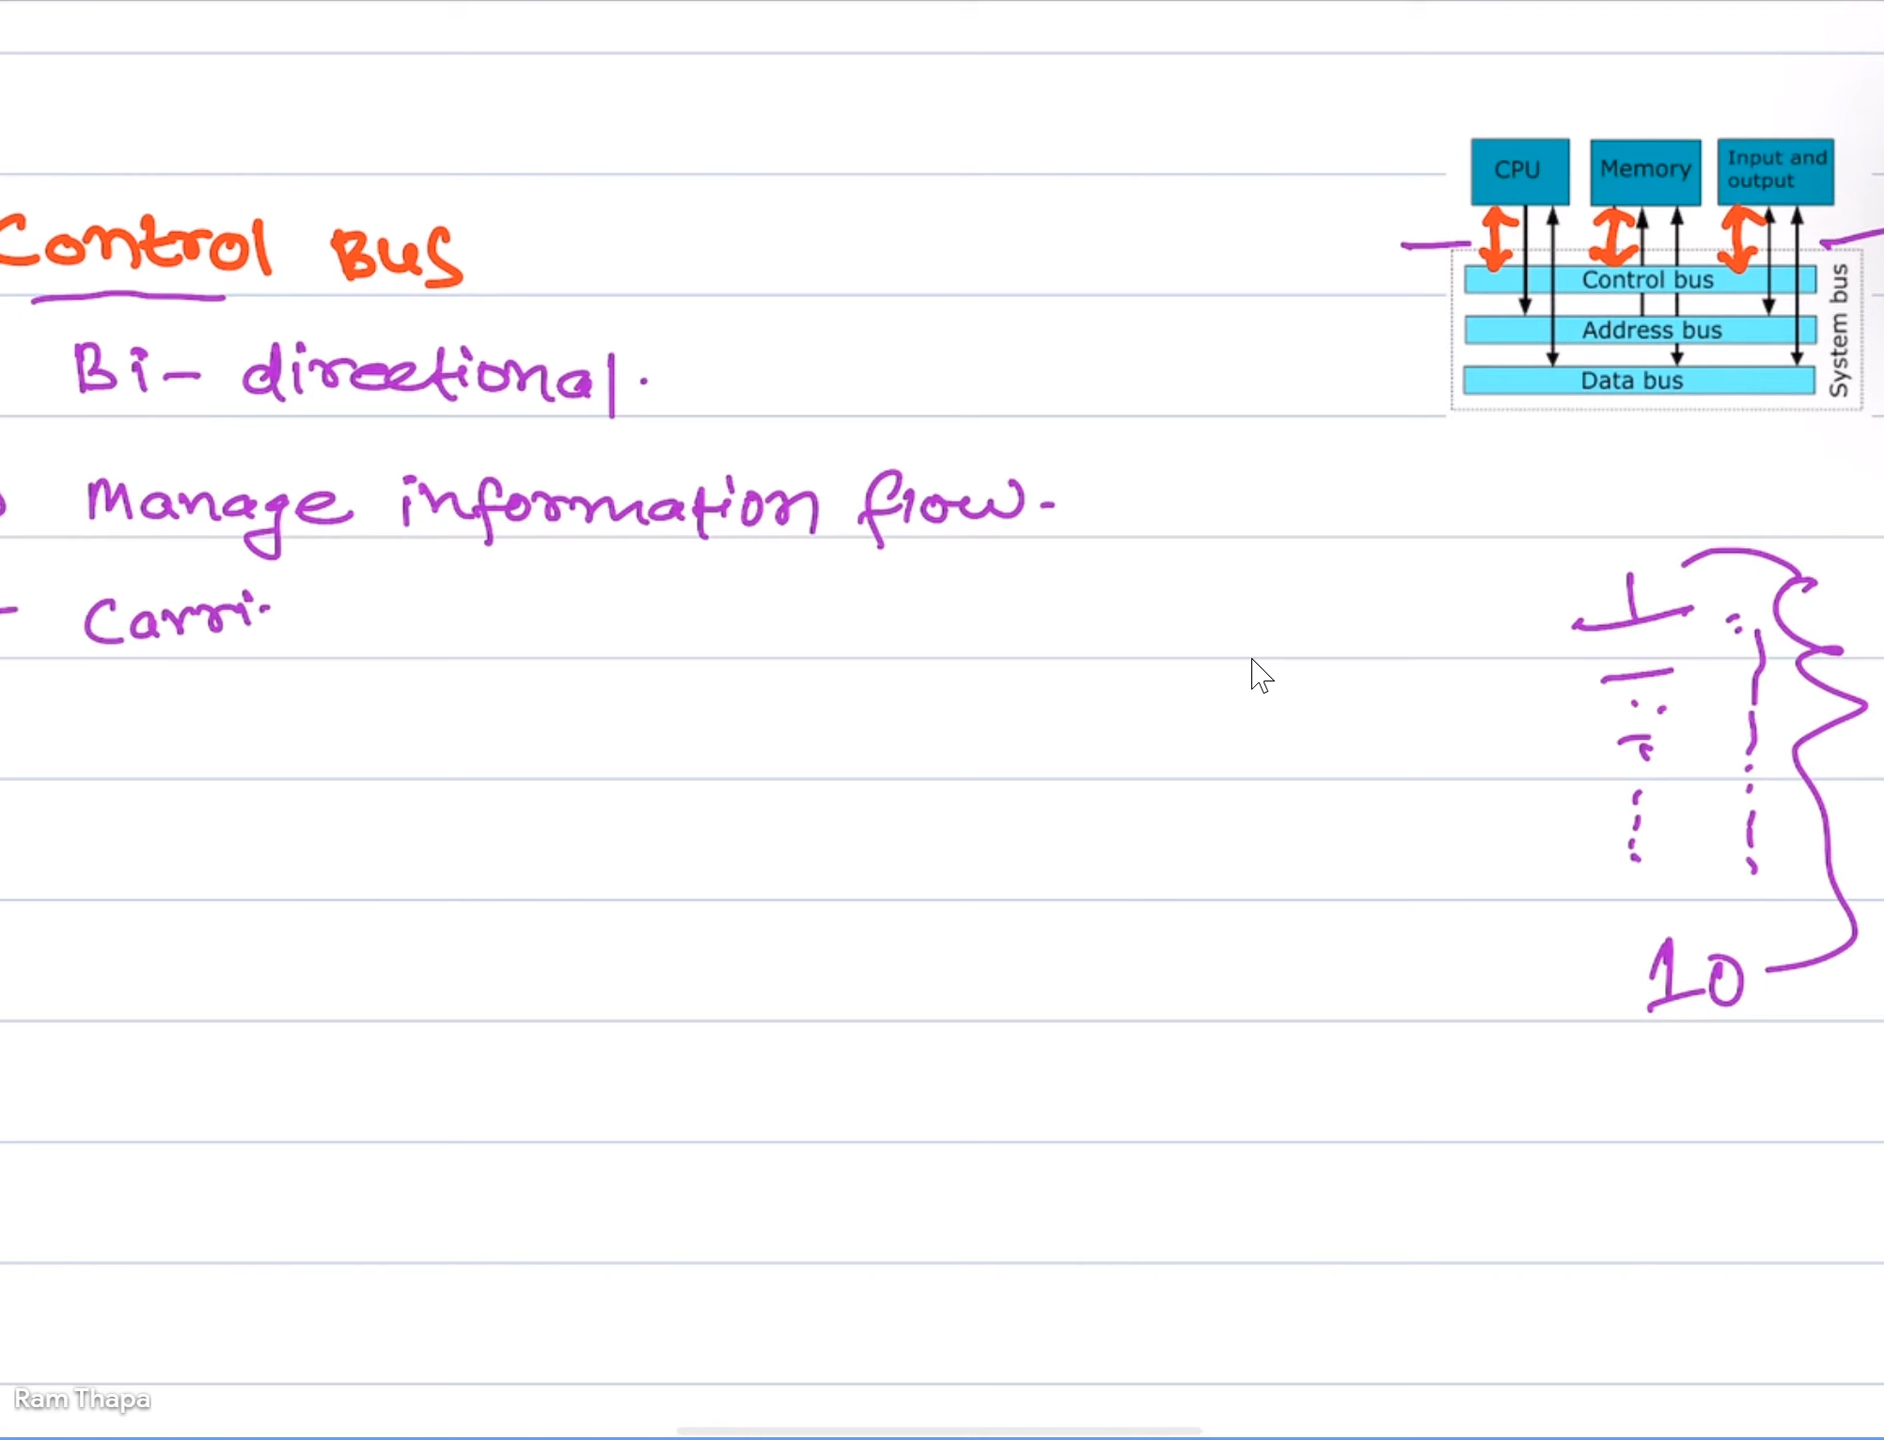 Control Bus
Bi- directional.
Manage information flow.
- Carri
CPU
Memory
Input and
output
Control bus
Address bus
Data bus
System bus
1
10
Ram Thapa